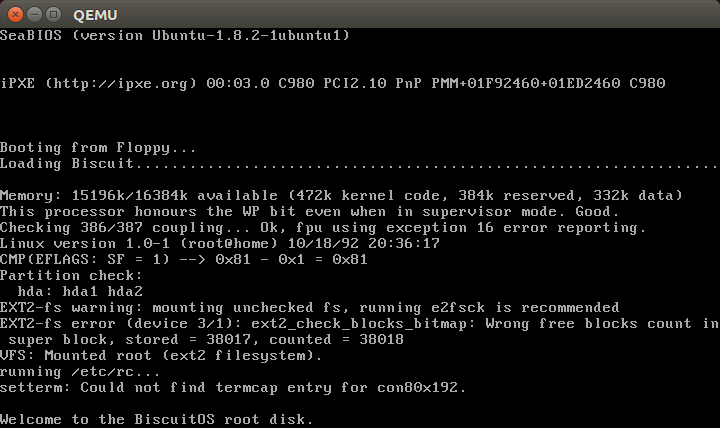 QEMU
SeaBIOS (version Ubuntu-1.8.2-1ubuntu1)
iPXE (http://ipxe.org) 00:03.0 C980 PCI2.10 PnP PMM+01F92460+01ED2460 C980
Booting from Floppy...
Loading Biscuit........................................................................
Memory: 15196k/16384k available (472k kernel code, 384k reserved, 332k data)
This processor honours the WP bit even when in supervisor mode. Good.
Checking 386/387 coupling... Ok, fpu using exception 16 error reporting.
Linux version 1.0-1 (root@home) 10/18/92 20:36:17
CMP(EFLAGS: SF = 1) --> 0x81 - 0x1 = 0x81
Partition check:
  hda: hda1 hda2
EXT2-fs warning: mounting unchecked fs, running e2fsck is recommended
EXT2-fs error (device 3/1): ext2_check_blocks_bitmap: Wrong free blocks count in
 super block, stored = 38017, counted = 38018
VFS: Mounted root (ext2 filesystem).
running /etc/rc...
setterm: Could not find termcap entry for con80x192.
Welcome to the BiscuitOS root disk.